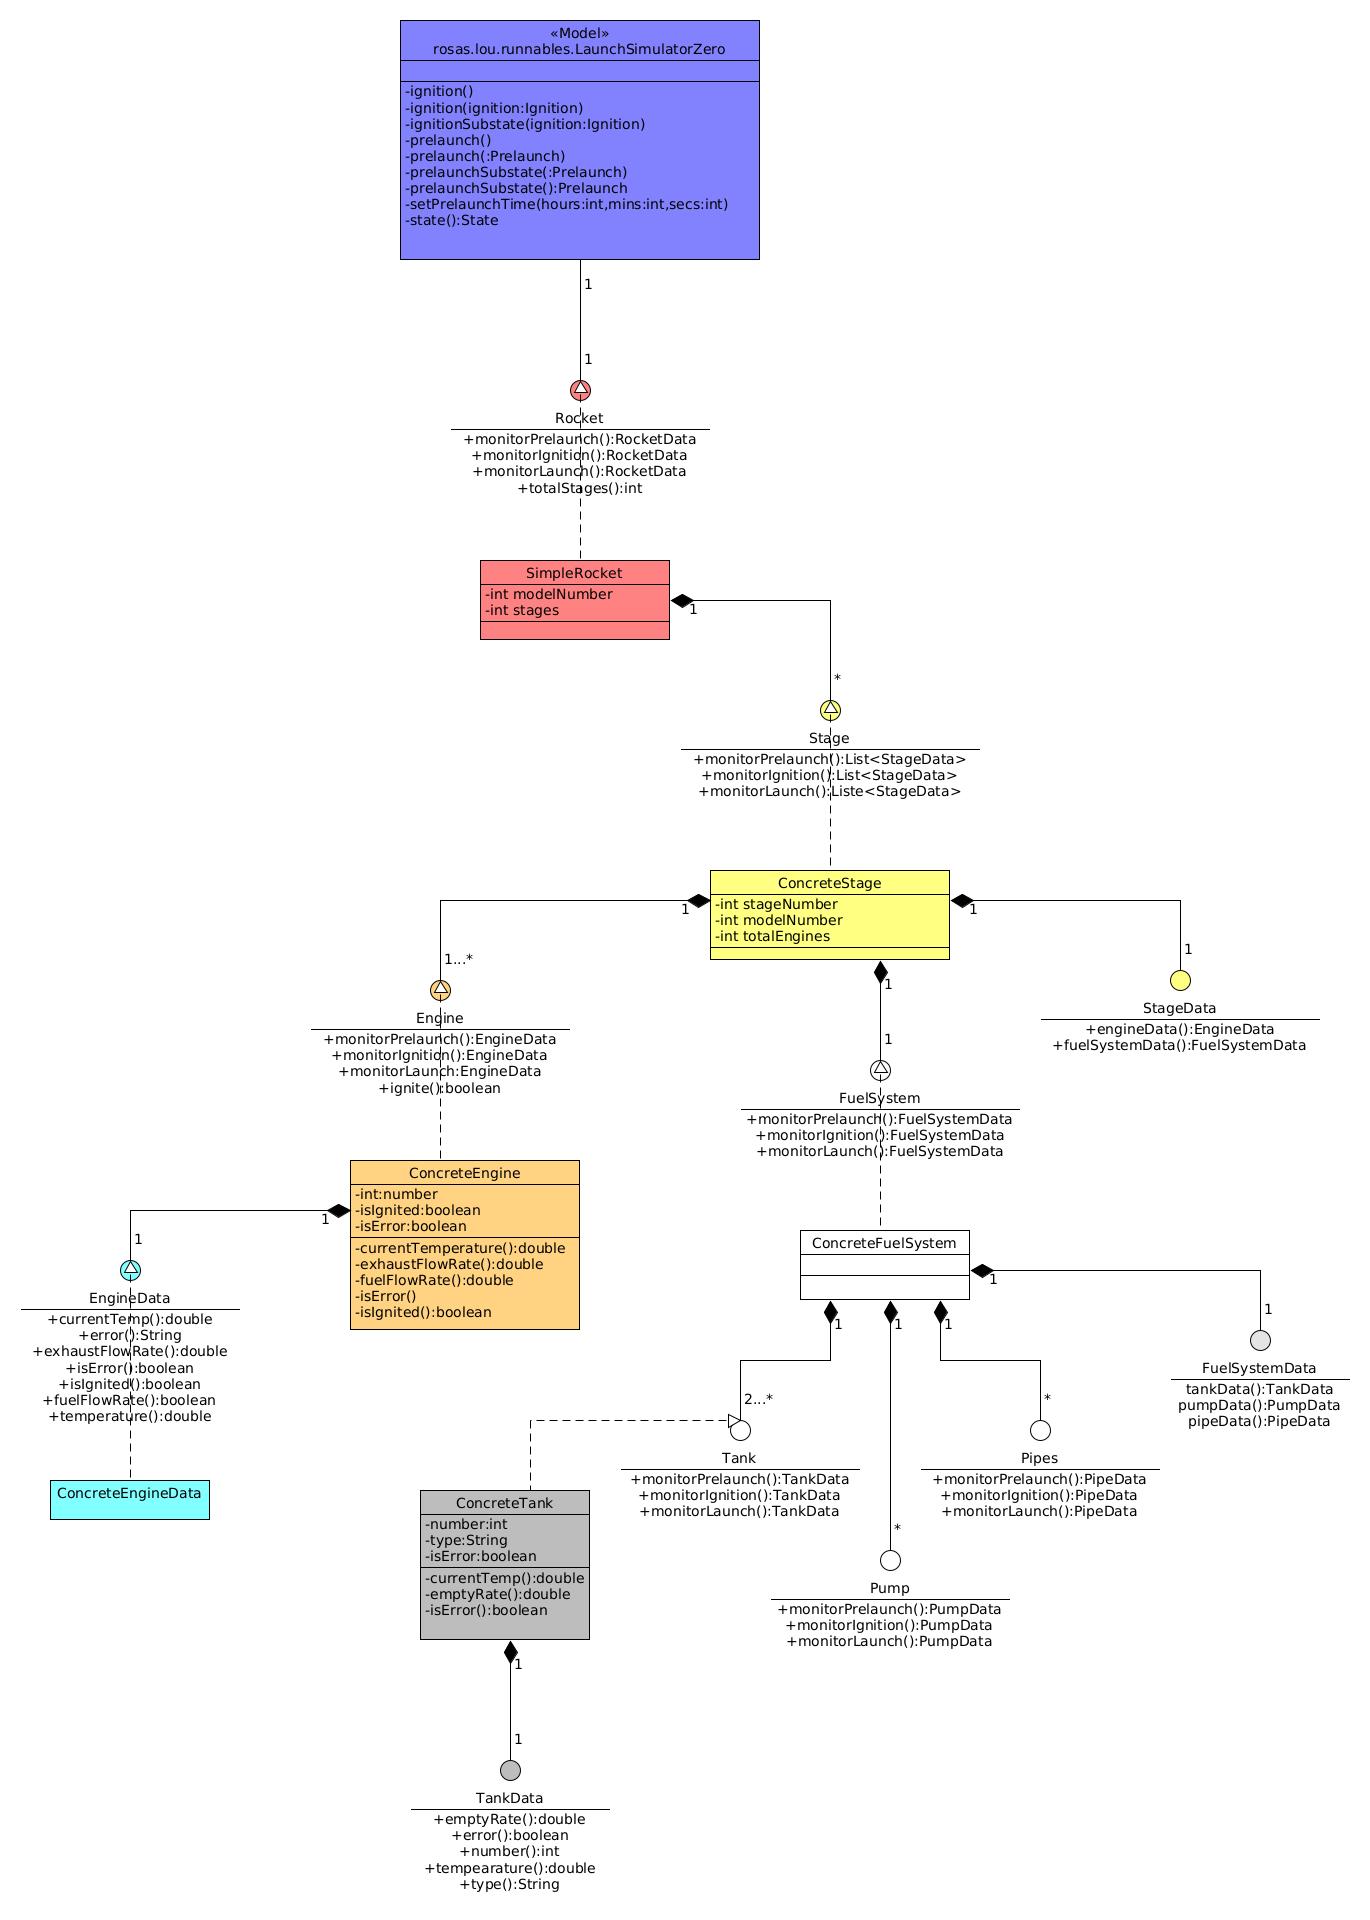 «Model»
rosas.lou.runnables.LaunchSimulatorZero
-ignition()
-ignition(ignition:Ignition)
-ignitionSubstate(ignition:Ignition)
-prelaunch()
-prelaunch(:Prelaunch)
-prelaunchSubstate(:Prelaunch)
-prelaunchSubstate():Prelaunch
-setPrelaunchTime(hours:int,mins:int,secs:int)
-state():State
1
1
Rocket
+monitorPrelaunch():RocketData
+monitorIgnition():RocketData
+monitorLaunch():RocketData
+totalStages():int
SimpleRocket
-int modelNumber
-int stages
1
*
Stage
+monitorPrelaunch():List<StageData>
+monitorIgnition():List<StageData>
+monitorLaunch():Liste<StageData>
ConcreteStage
-int stageNumber
-int modelNumber
-int totalEngines
1
1...*
Engine
+monitorPrelaunch():EngineData
+monitorIgnition():EngineData
+monitorLaunch:EngineData
+ignite():boolean
1
1
StageData
+engineData():EngineData
+fuelSystemData():FuelSystemData
1
1
FuelSystem
+monitorPrelaunch():FuelSystemData
+monitorIgnition():FuelSystemData
+monitorLaunch():FuelSystemData
ConcreteEngine
-int:number
-isIgnited:boolean
-isError:boolean
-currentTemperature():double
-exhaustFlowRate():double
-fuelFlowRate():double
-isError()
-isIgnited():boolean
1
1
EngineData
+currentTemp():double
+error():String
+exhaustFlowRate():double
+isError():boolean
+isIgnited():boolean
+fuelFlowRate():boolean
+temperature():double
ConcreteEngineData
ConcreteFuelSystem
1
1
FuelSystemData
tankData():TankData
pumpData():PumpData
pipeData():PipeData
1
2...*
Tank
+monitorPrelaunch():TankData
+monitorIgnition():TankData
+monitorLaunch():TankData
1
*
Pipes
+monitorPrelaunch():PipeData
+monitorIgnition():PipeData
+monitorLaunch():PipeData
1
*
Pump
+monitorPrelaunch():PumpData
+monitorIgnition():PumpData
+monitorLaunch():PumpData
ConcreteTank
-number:int
-type:String
-isError:boolean
-currentTemp():double
-emptyRate():double
-isError():boolean
1
1
TankData
+emptyRate():double
+error():boolean
+number():int
+tempearature():double
+type():String